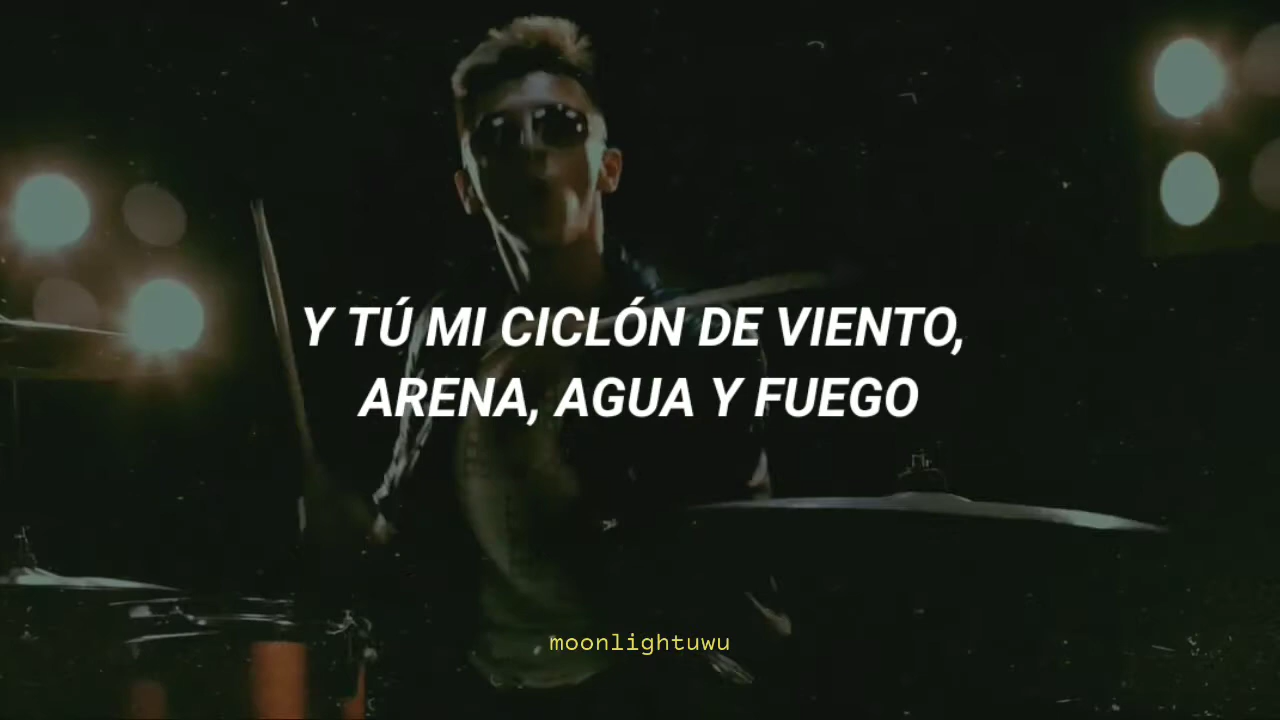 Y TÚ MI CICLÓN DE VIENTO,
ARENA, AGUA Y FUEGO
moonlightuwu